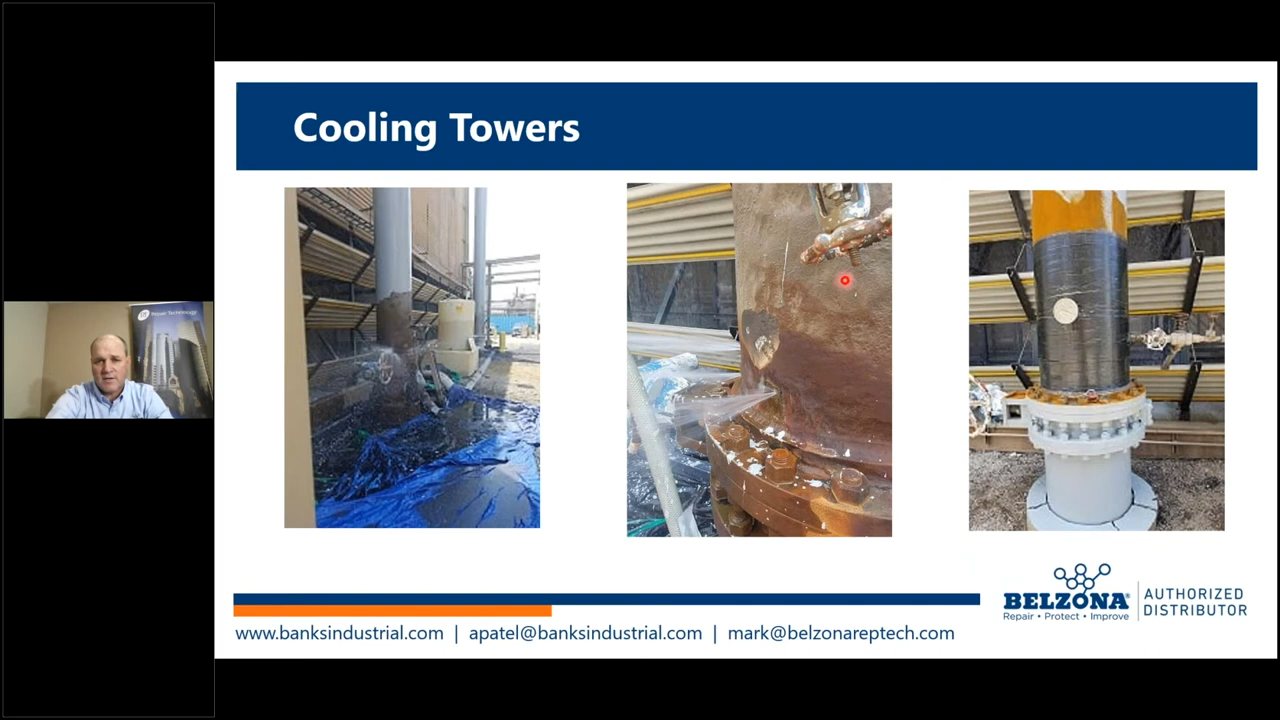 Cooling Towers
Repair Technology
BELZONA®
Repair • Protect • Improve
AUTHORIZED
DISTRIBUTOR
www.banksindustrial.com | apatel@banksindustrial.com | mark@belzonareptech.com